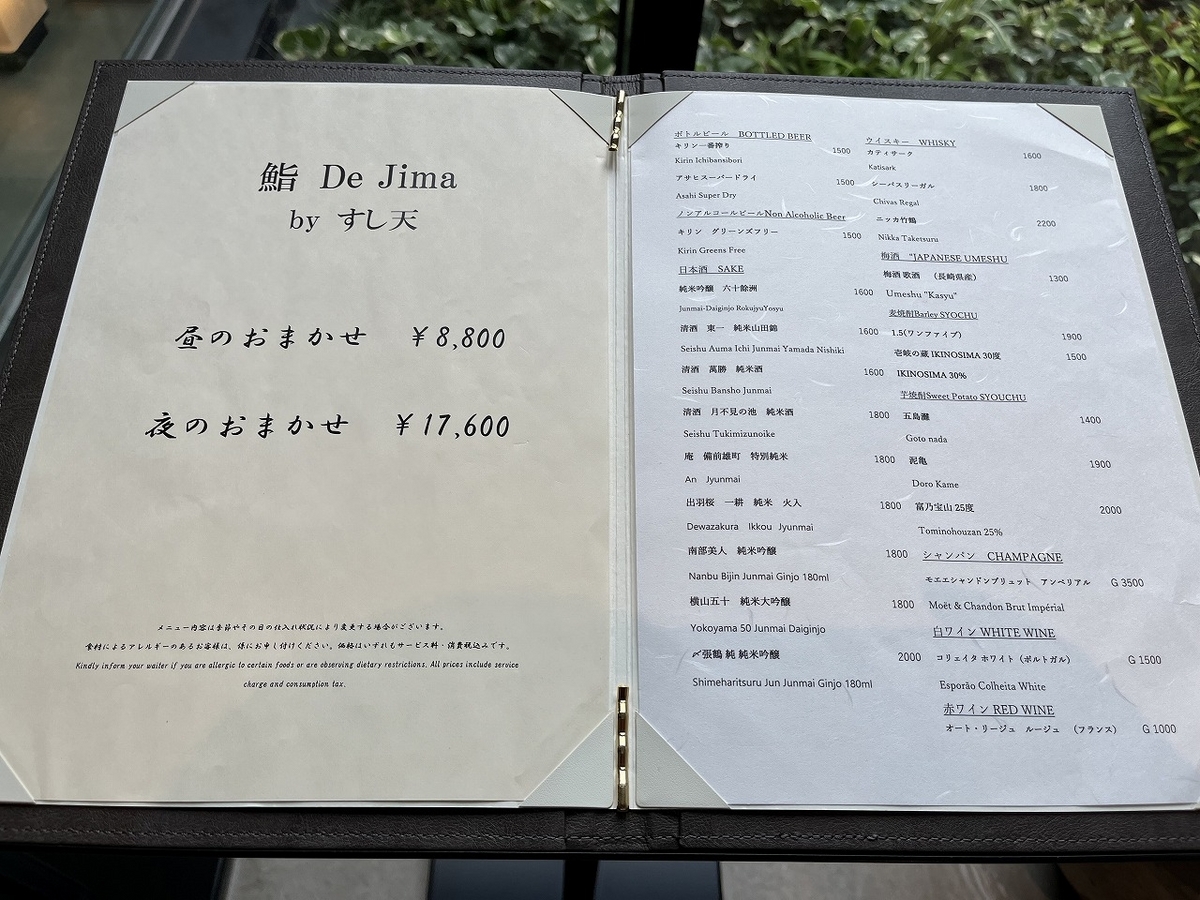 鮨 De Jima
by すし天
昼のおまかせ ¥8,800
夜のおまかせ ¥17,600
メニュー内容は季節やその日の仕入れ状況により変更する場合がございます。
食材によるアレルギーのあるお客様は、係にお申し付けください。価格はいずれもサービス料・消費税込みです。
Kindly inform your waiter if you are allergic to certain foods or are observing dietary restrictions. All prices include service
charge and consumption tax.
ボトルビール BOTTLED BEER
キリン一番搾り 1500
Kirin Ichibansibori
アサヒスーパードライ 1500
Asahi Super Dry
ノンアルコールビールNon Alcoholic Beer
キリン グリーンズフリー 1500
Kirin Greens Free
日本酒 SAKE
純米吟醸 六十餘洲 1600
Junmai-Daiginjo RokujyuYosyu
清酒 東一 純米山田錦 1600
Seishu Auma Ichi Junmai Yamada Nishiki
清酒 萬勝 純米酒 1600
Seishu Bansho Junmai
清酒 月不見の池 純米酒 1800
Seishu Tukimizunoike
庵 備前雄町 特別純米 1800
An Jyunmai
出羽桜 一耕 純米 火入 1800
Dewazakura Ikkou Jyunmai
南部美人 純米吟醸 1800
Nanbu Bijin Junmai Ginjo 180ml
横山五十 純米大吟醸 1800
Yokoyama 50 Junmai Daiginjo
〆張鶴 純 純米吟醸 2000
Shimeharitsuru Jun Junmai Ginjo 180ml
ウイスキー WHISKY
カティサーク 1600
Katisark
シーバスリーガル 1800
Chivas Regal
ニッカ竹鶴 2200
Nikka Taketsuru
梅酒 "JAPANESE UMESHU
梅酒 歌酒 (長崎県産) 1300
Umeshu "Kasyu"
麦焼酎Barley SYOCHU
1.5(ワンファイブ) 1900
壱岐の蔵 IKINOSIMA 30度 1500
IKINOSIMA 30%
芋焼酎Sweet Potato SYOUCHU
五島灘 1400
Goto nada
泥亀 1900
Doro Kame
富乃宝山 25度 2000
Tominohouzan 25%
シャンパン CHAMPAGNE
モエエシャンドンブリュット アンペリアル G 3500
Moët & Chandon Brut Impérial
白ワイン WHITE WINE
コリェイタ ホワイト (ポルトガル) G 1500
Esporão Colheita White
赤ワイン RED WINE
オート・リージュ ルージュ (フランス) G 1000